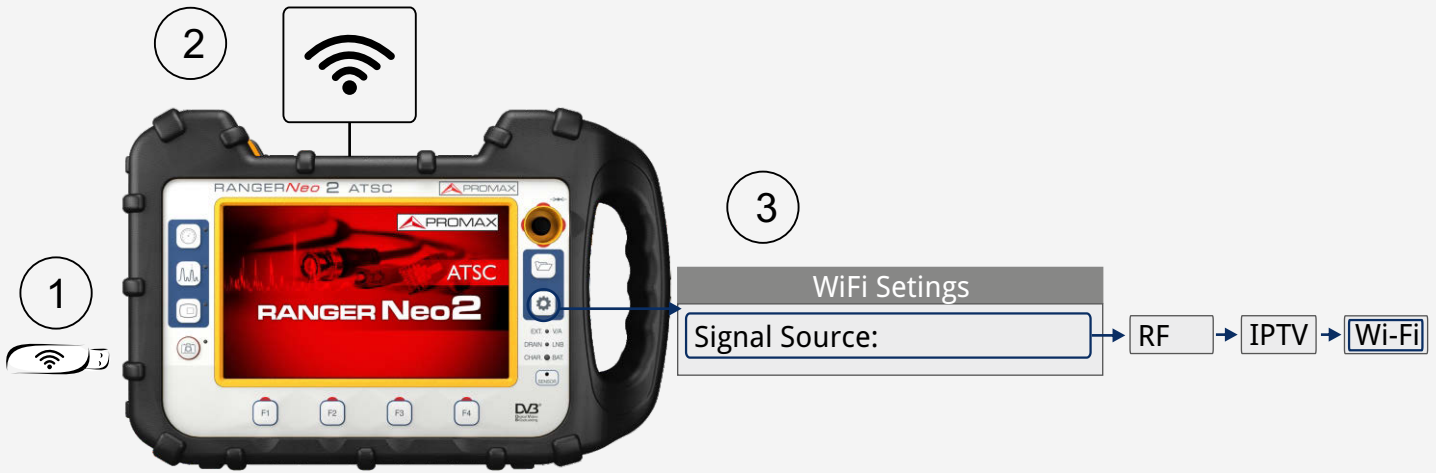 2
RANGERNeo 2 ATSC
PROMAX
3
PROMAX
ATSC
RANGER Neo2
1
WiFi Setings
Signal Source:
RF
IPTV
Wi-Fi
EXT. V/A
DRAIN LNB
CHAR. BAT.
SENSOR
F1
F2
F3
F4
DVB